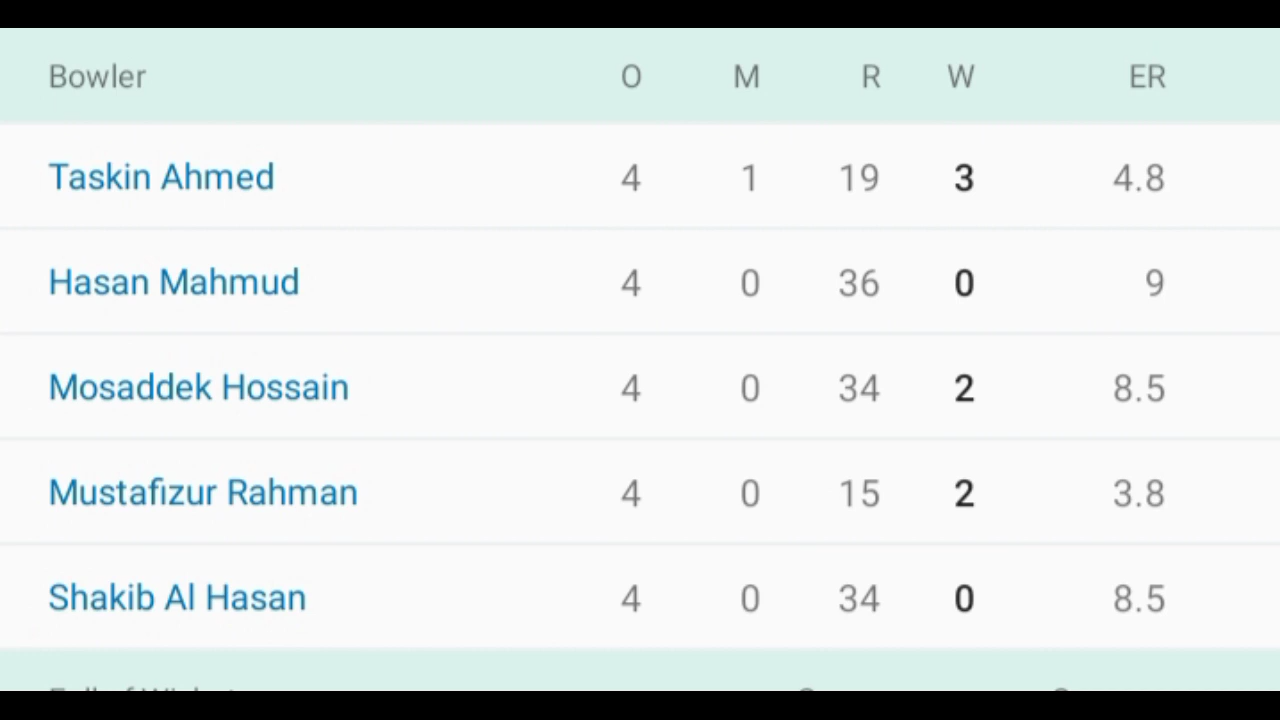 Bowler O M R W ER
Taskin Ahmed 4 1 19 3 4.8
Hasan Mahmud 4 0 36 0 9
Mosaddek Hossain 4 0 34 2 8.5
Mustafizur Rahman 4 0 15 2 3.8
Shakib Al Hasan 4 0 34 0 8.5